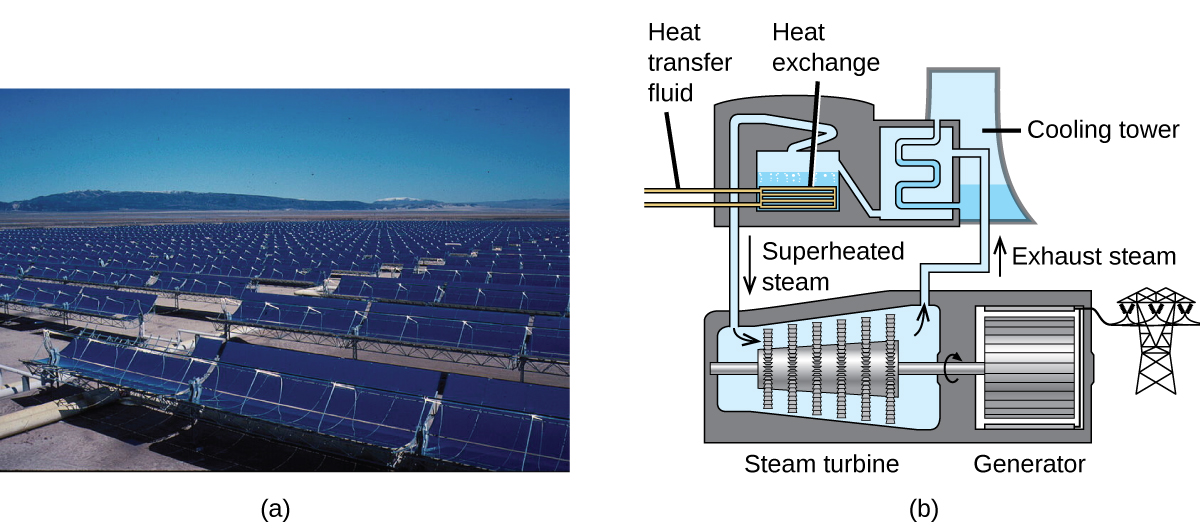 Heat
transfer
fluid
Heat
exchange
Cooling tower
Superheated
steam
Exhaust steam
Steam turbine
Generator
(a)
(b)